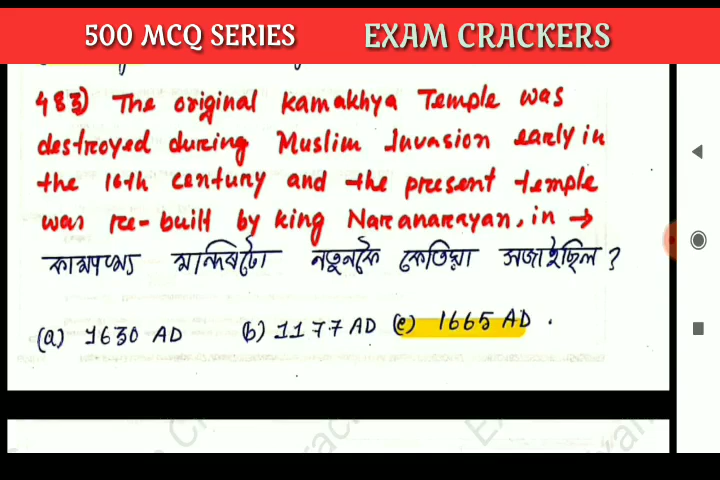 500 MCQ SERIES EXAM CRACKERS
483) The original Kamakhya Temple was
destroyed during Muslim Invasion early in
the 16th century and the present temple
was re-built by king Naranarayan, in →
কামাখ্যা মন্দিৰটো নতুনকৈ কেতিয়া সজাইছিল ?
(a) 1630 AD (b) 1177 AD (c) 1665 AD .